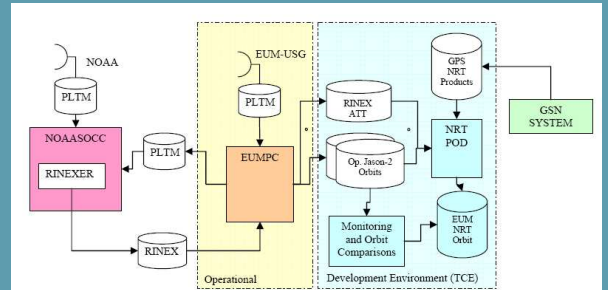 NOAA
PLTM
NOAASOCC
RINEXER
PLTM
RINEX
EUM-USG
PLTM
EUMPC
Operational
RINEX
ATT
Op. Jason-2
Orbits
Monitoring
and Orbit
Comparisons
GPS
NRT
Products
NRT
POD
EUM
NRT
Orbit
Development Environment (TCE)
GSN
SYSTEM